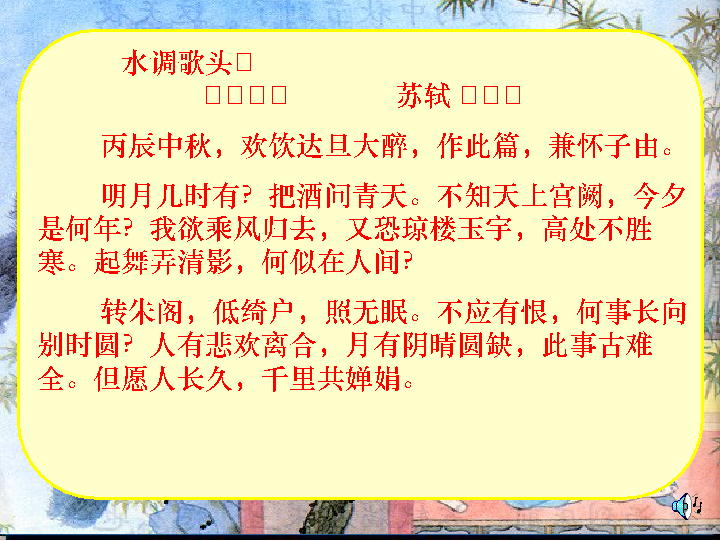 水调歌头
苏轼
丙辰中秋，欢饮达旦大醉，作此篇，兼怀子由。
明月几时有？把酒问青天。不知天上宫阙，今夕
是何年？我欲乘风归去，又恐琼楼玉宇，高处不胜
寒。起舞弄清影，何似在人间？
转朱阁，低绮户，照无眠。不应有恨，何事长向
别时圆？人有悲欢离合，月有阴晴圆缺，此事古难
全。但愿人长久，千里共婵娟。